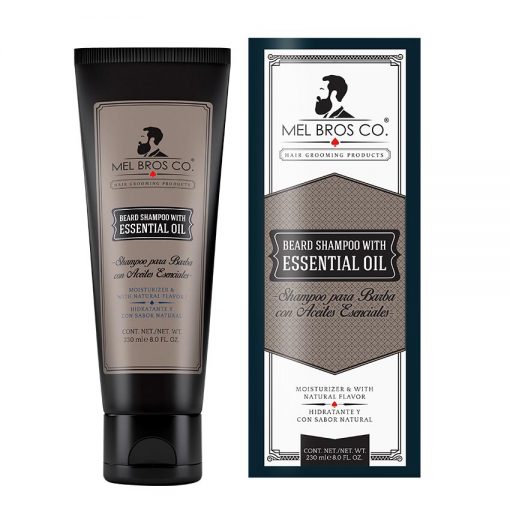 MEL BROS CO.
HAIR GROOMING PRODUCTS
BEARD SHAMPOO WITH
ESSENTIAL OIL
-Shampoo para Barba
con Aceites Esenciales-
MOISTURIZER &
WITH NATURAL FLAVOR
HIDRATANTE Y
CON SABOR NATURAL
CONT. NET./NET. WT.
230 ml e 8.0 FL. OZ.
MEL BROS CO.®
HAIR GROOMING PRODUCTS
BEARD SHAMPOO WITH
ESSENTIAL OIL
-Shampoo para Barba
con Aceites Esenciales-
MOISTURIZER & WITH
NATURAL FLAVOR
HIDRATANTE Y
CON SABOR NATURAL
CONT. NET./NET. WT.
230 ml e 8.0 FL. OZ.